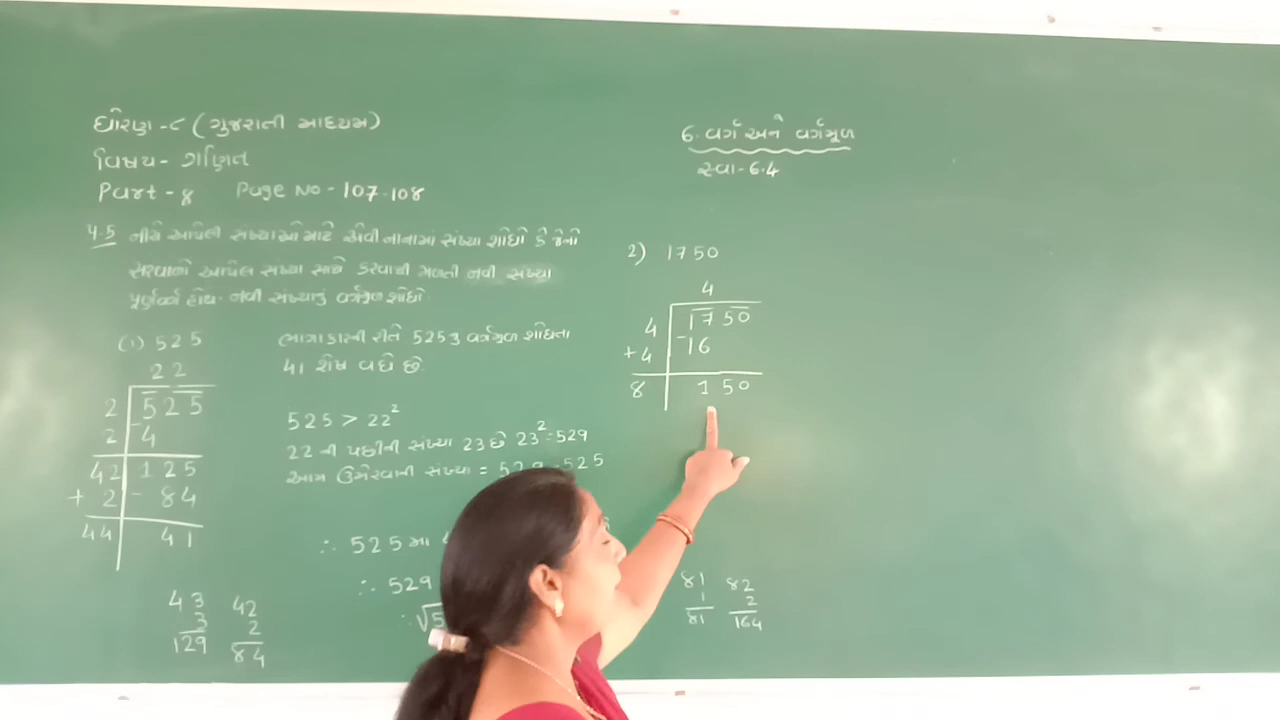 ધોરણ - ૮ ( ગુજરાતી માધ્યમ )
વિષય - ગણિત
Part - 8 Page No - 107-108
પ્ર-5 નીચે આપેલી સંખ્યાઓ માટે એવી નાનામાં સંખ્યા શોધો કે જેનો
સરવાળો આપેલ સંખ્યા સાથે કરવાથી મળતી નવી સંખ્યા
પૂર્ણવર્ગ હોય. નવી સંખ્યાનું વર્ગમૂળ શોધો.
(1) 525
22
2 525
2 - 4
42 125
+ 2 - 84
44 41
43 42
3 2
129 84
ભાગાકારની રીતે 525નું વર્ગમૂળ શોધતા
41 શેષ વધે છે.
525 > 22²
22 ની પછીની સંખ્યા 23 છે 23² = 529
આમ ઉમેરવાની સંખ્યા = 529 - 525
∴ 525 મા
∴ 529
∴ √5
6. વર્ગ અને વર્ગમૂળ
સ્વા - 6.4
2) 1750
4
4 1750
+ 4 - 16
8 150
81 82
1 2
81 164